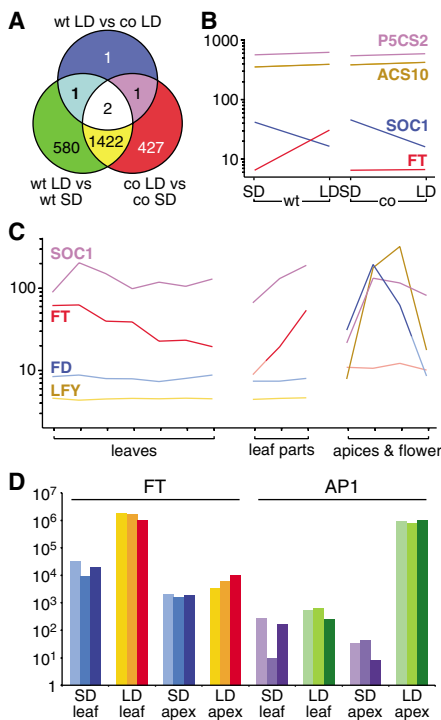 A
wt LD vs co LD
1
1
1
2
580
1422
427
wt LD vs
wt SD
co LD vs
co SD
B
1000
100
10
P5CS2
ACS10
SOC1
FT
SD
LD
SD
LD
wt
co
C
100
10
SOC1
FT
FD
LFY
leaves
leaf parts
apices & flower
D
FT
AP1
10^7
10^6
10^5
10^4
10^3
10^2
10^1
1
SD
leaf
LD
leaf
SD
apex
LD
apex
SD
leaf
LD
leaf
SD
apex
LD
apex